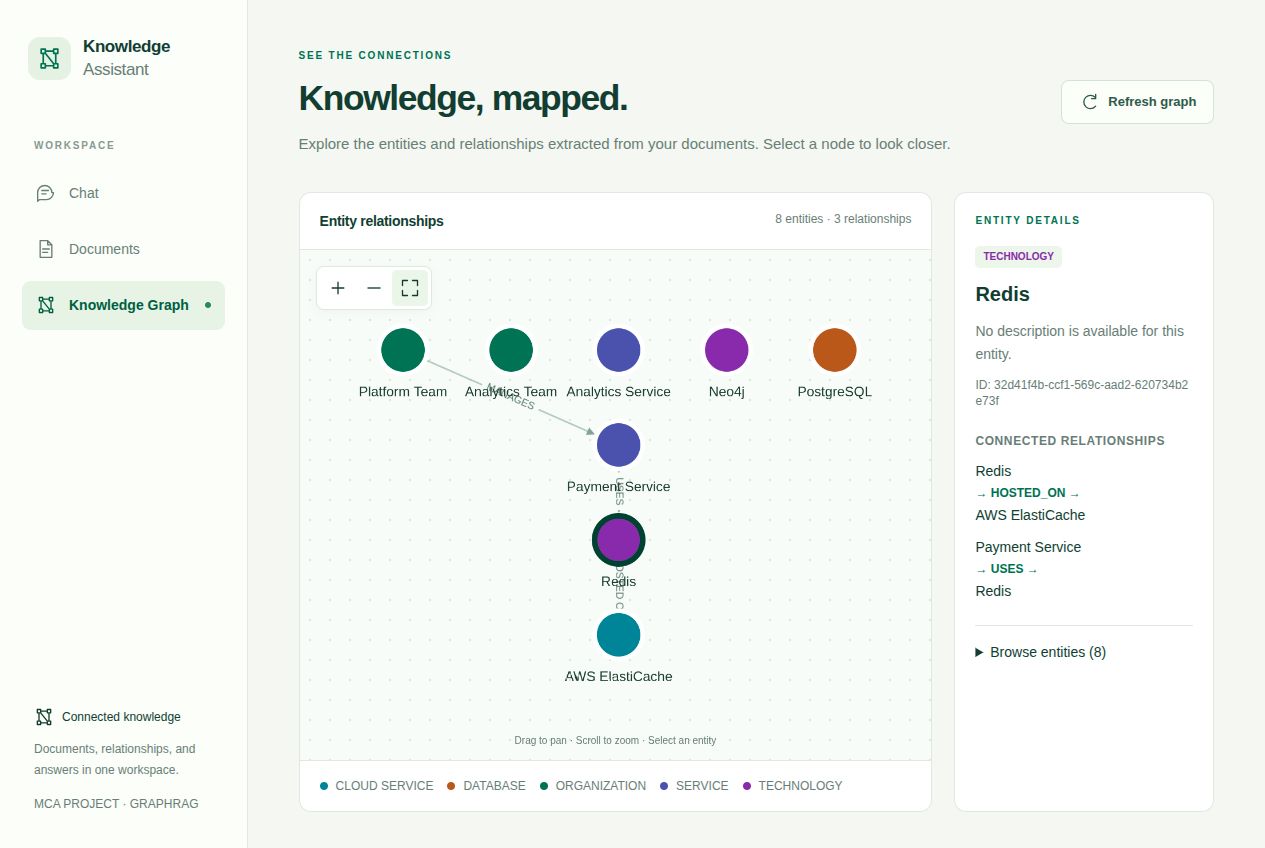 Knowledge
Assistant
WORKSPACE
Chat
Documents
Knowledge Graph
Connected knowledge
Documents, relationships, and
answers in one workspace.
MCA PROJECT · GRAPHRAG
SEE THE CONNECTIONS
Knowledge, mapped.
Explore the entities and relationships extracted from your documents. Select a node to look closer.
Refresh graph
Entity relationships
8 entities · 3 relationships
Platform Team
Analytics Team
Analytics Service
Neo4j
PostgreSQL
MANAGES
Payment Service
USES
Redis
AWS ElastiCache
Drag to pan · Scroll to zoom · Select an entity
CLOUD SERVICE
DATABASE
ORGANIZATION
SERVICE
TECHNOLOGY
ENTITY DETAILS
TECHNOLOGY
Redis
No description is available for this
entity.
ID: 32d41f4b-ccf1-569c-aad2-620734b2
e73f
CONNECTED RELATIONSHIPS
Redis
→ HOSTED_ON →
AWS ElastiCache
Payment Service
→ USES →
Redis
Browse entities (8)